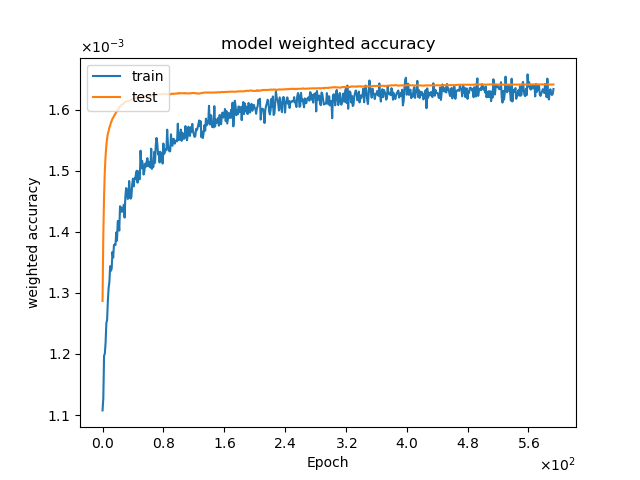 ×10⁻³
model weighted accuracy
train
test
1.6
1.5
1.4
1.3
1.2
1.1
weighted accuracy
0.0 0.8 1.6 2.4 3.2 4.0 4.8 5.6
Epoch
×10²